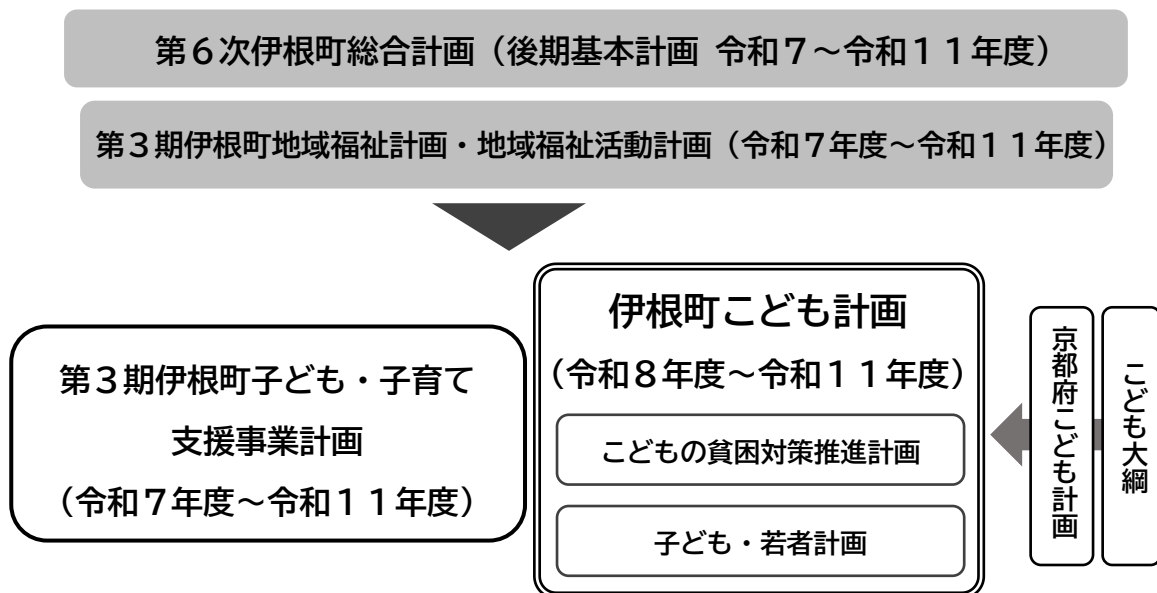 第６次伊根町総合計画（後期基本計画 令和７～令和１１年度）
第３期伊根町地域福祉計画・地域福祉活動計画（令和７年度～令和１１年度）
第３期伊根町子ども・子育て
支援事業計画
（令和７年度～令和１１年度）
伊根町こども計画
（令和８年度～令和１１年度）
こどもの貧困対策推進計画
子ども・若者計画
京都府こども計画
こども大綱